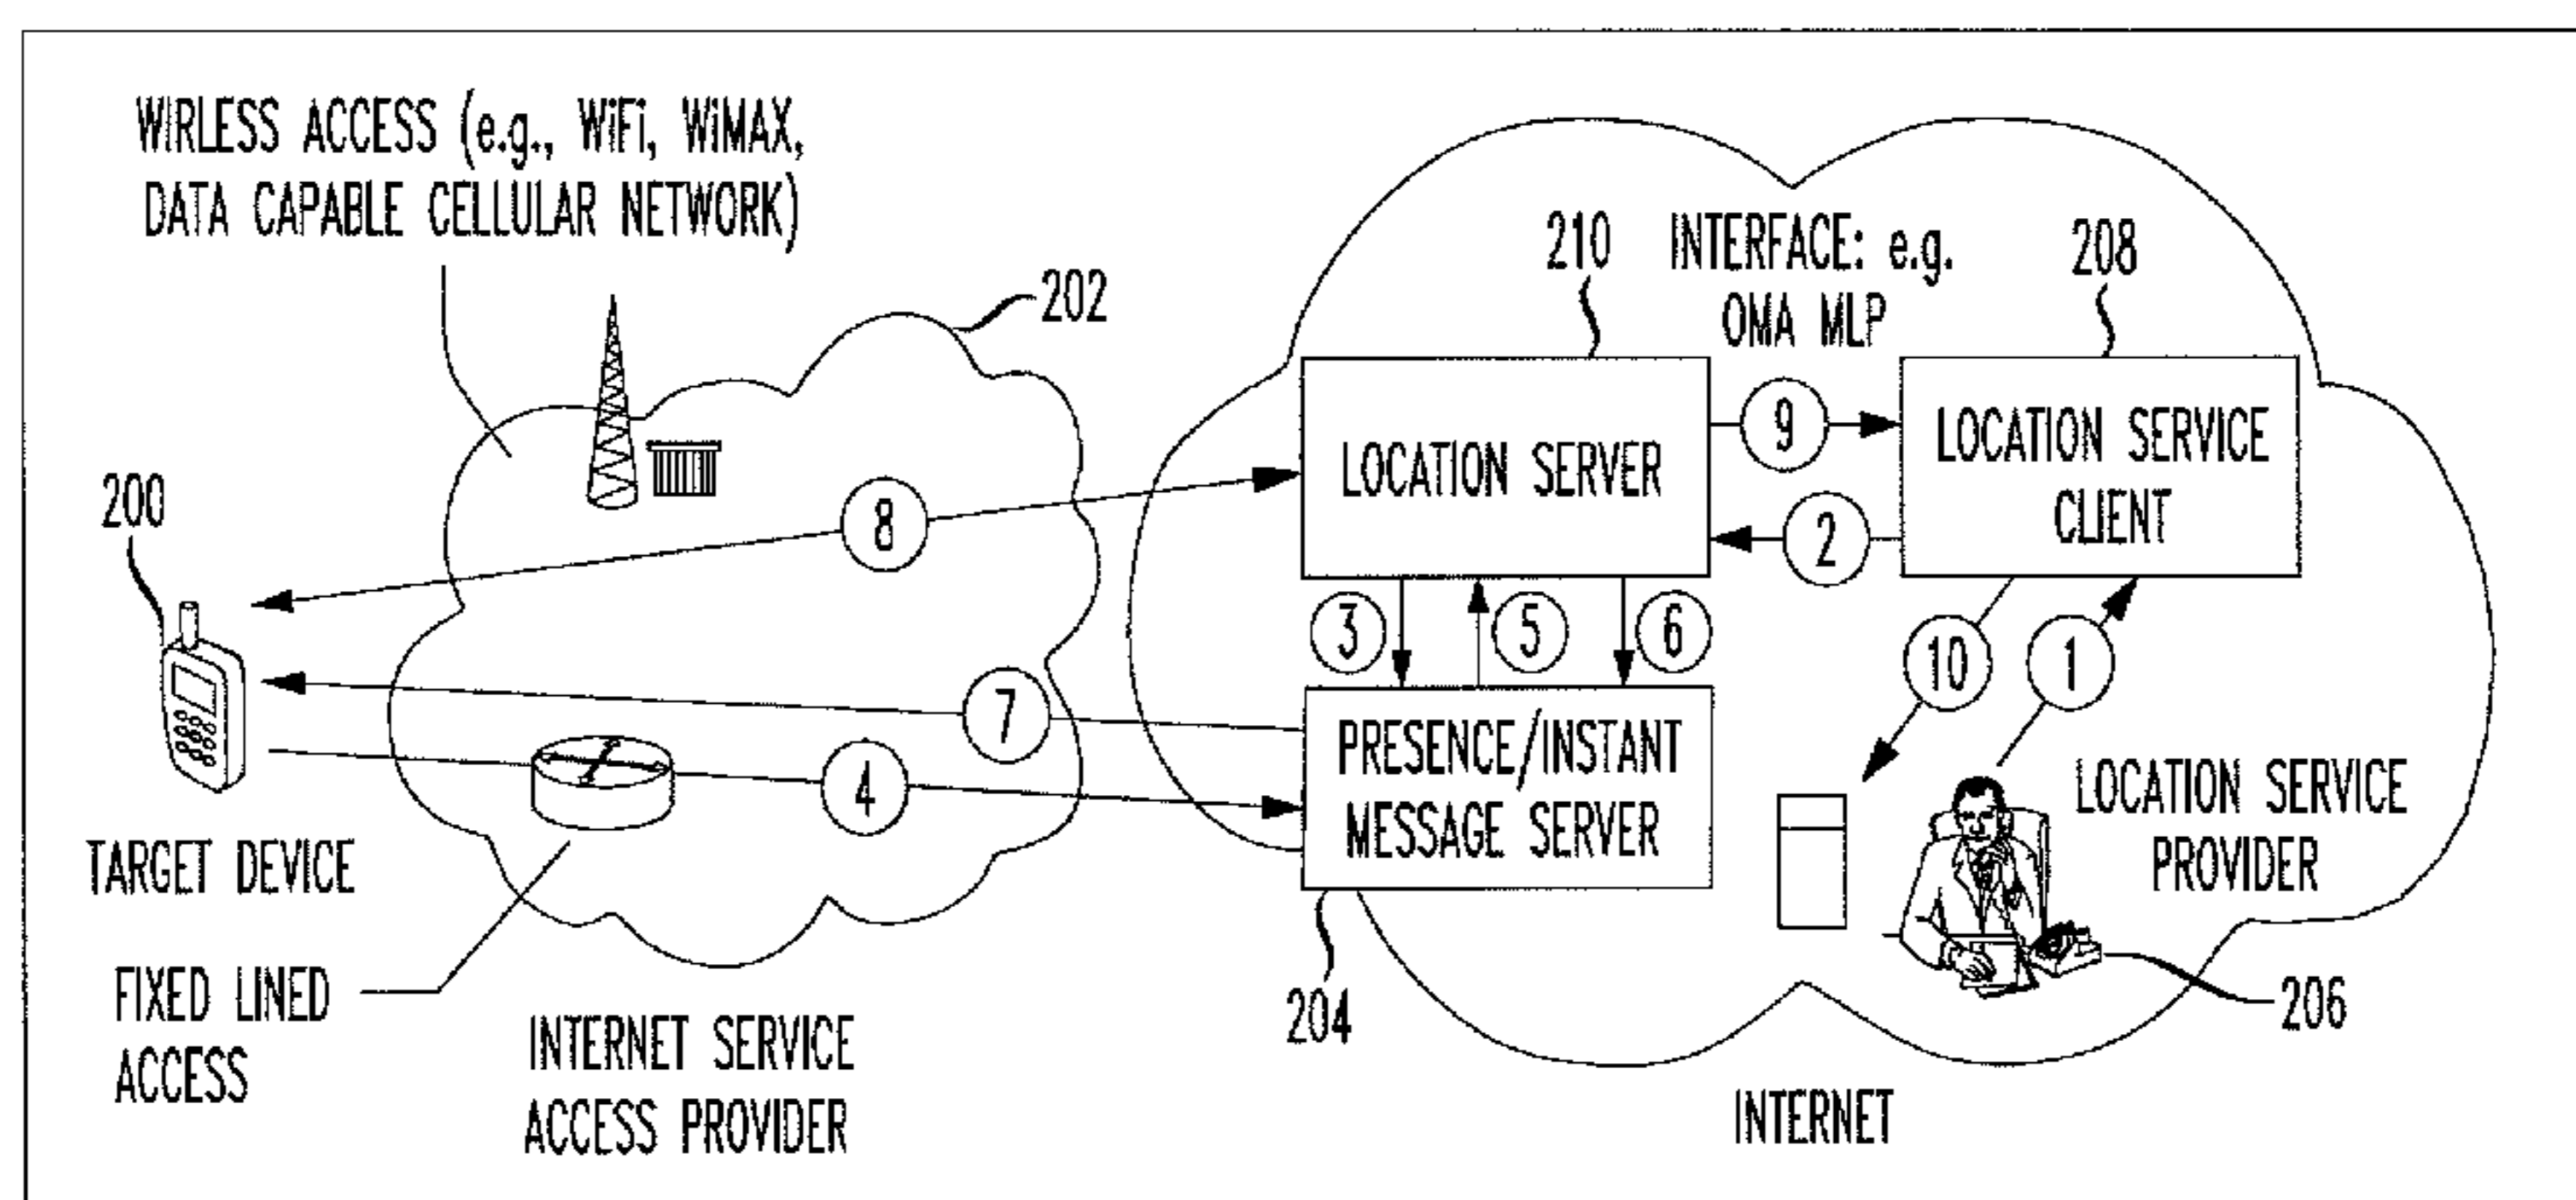 WIRLESS ACCESS (e.g., WiFi, WiMAX,
DATA CAPABLE CELLULAR NETWORK)
202
200
TARGET DEVICE
FIXED LINED
ACCESS
INTERNET SERVICE
ACCESS PROVIDER
8
7
4
210
INTERFACE: e.g.
OMA MLP
208
LOCATION SERVER
9
2
LOCATION SERVICE
CLIENT
3
5
6
10
1
PRESENCE/INSTANT
MESSAGE SERVER
LOCATION SERVICE
PROVIDER
204
206
INTERNET